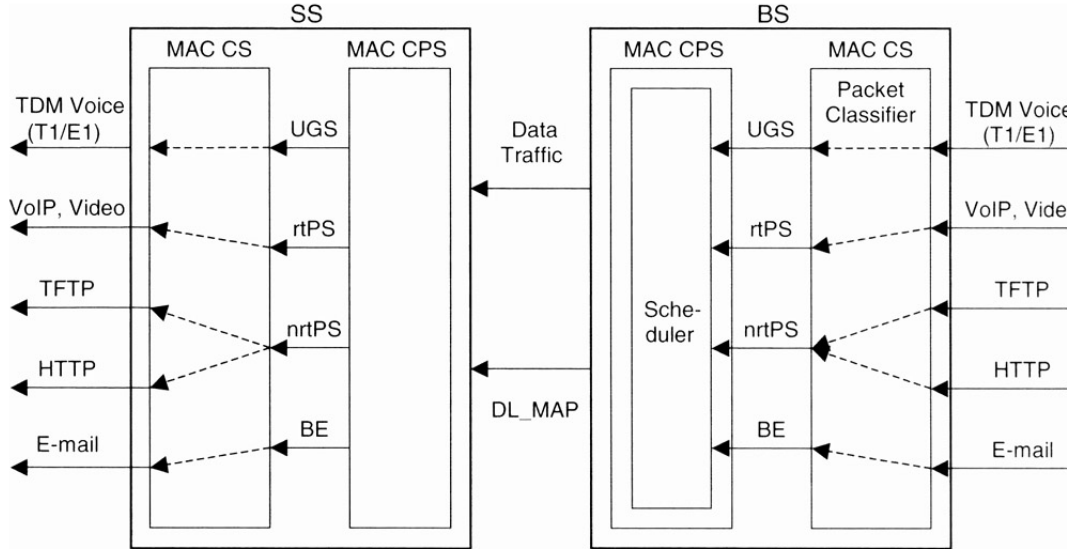 SS
BS
MAC CS
MAC CPS
MAC CPS
MAC CS
TDM Voice
(T1/E1)
UGS
Data
Traffic
UGS
Packet
Classifier
TDM Voice
(T1/E1)
VoIP, Video
rtPS
rtPS
VoIP, Video
TFTP
nrtPS
Sche-
duler
nrtPS
TFTP
HTTP
DL_MAP
HTTP
E-mail
BE
BE
E-mail